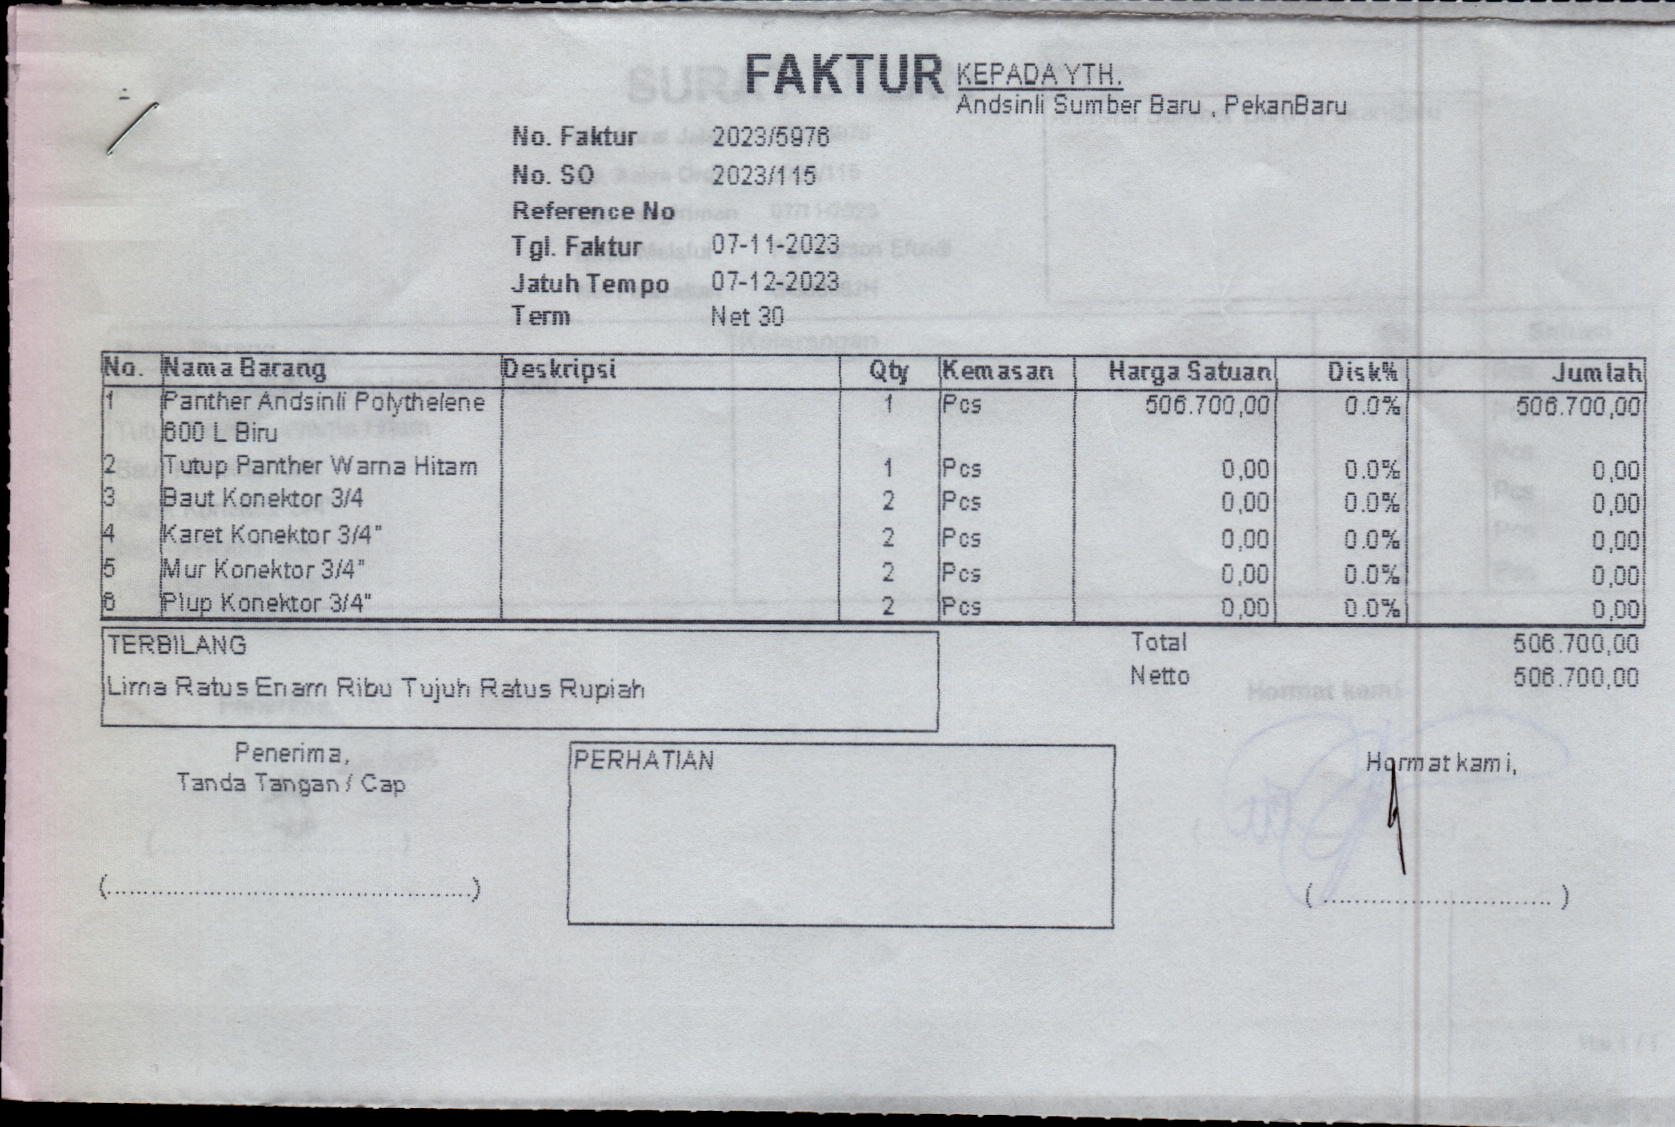 FAKTUR
KEPADA YTH.
Andsinli Sumber Baru , PekanBaru
No. Faktur 2023/5976
No. SO 2023/115
Reference No
Tgl. Faktur 07-11-2023
Jatuh Tempo 07-12-2023
Term Net 30
No. Nama Barang Deskripsi Qty Kemasan Harga Satuan Disk% Jumlah
1 Panther Andsinli Polythelene 1 Pcs 506.700,00 0.0% 506.700,00
600 L Biru
2 Tutup Panther Warna Hitam 1 Pcs 0,00 0.0% 0,00
3 Baut Konektor 3/4 2 Pcs 0,00 0.0% 0,00
4 Karet Konektor 3/4" 2 Pcs 0,00 0.0% 0,00
5 Mur Konektor 3/4" 2 Pcs 0,00 0.0% 0,00
6 Plup Konektor 3/4" 2 Pcs 0,00 0.0% 0,00
TERBILANG
Lima Ratus Enam Ribu Tujuh Ratus Rupiah
Total 506.700,00
Netto 506.700,00
Penerima,
Tanda Tangan / Cap
(..........................................)
PERHATIAN
Hormat kami,
( .......................... )